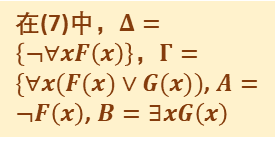 在(7)中，Δ =
{¬∀xF(x)}，Γ =
{∀x(F(x) ∨ G(x)), A =
¬F(x), B = ∃xG(x)